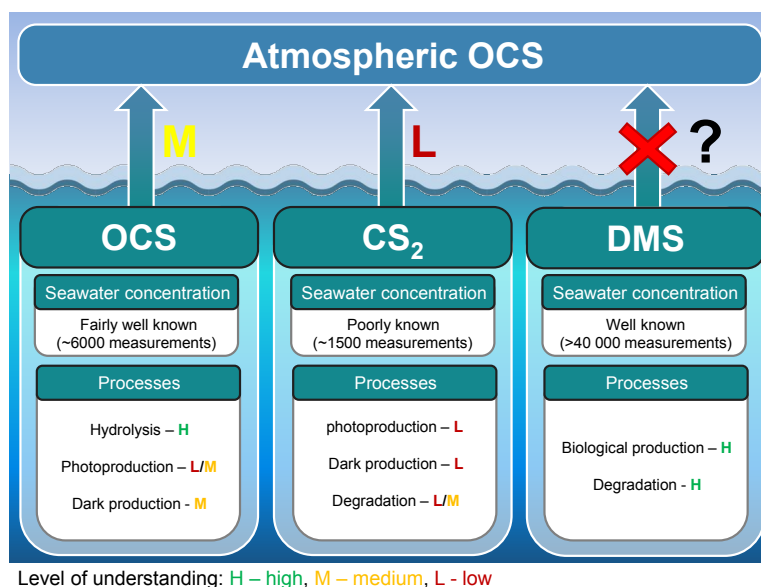 Atmospheric OCS
M
L
?
OCS
Seawater concentration
Fairly well known
(~6000 measurements)
Processes
Hydrolysis – H
Photoproduction – L/M
Dark production - M
CS2
Seawater concentration
Poorly known
(~1500 measurements)
Processes
photoproduction – L
Dark production – L
Degradation – L/M
DMS
Seawater concentration
Well known
(>40 000 measurements)
Processes
Biological production – H
Degradation - H
Level of understanding: H – high, M – medium, L - low